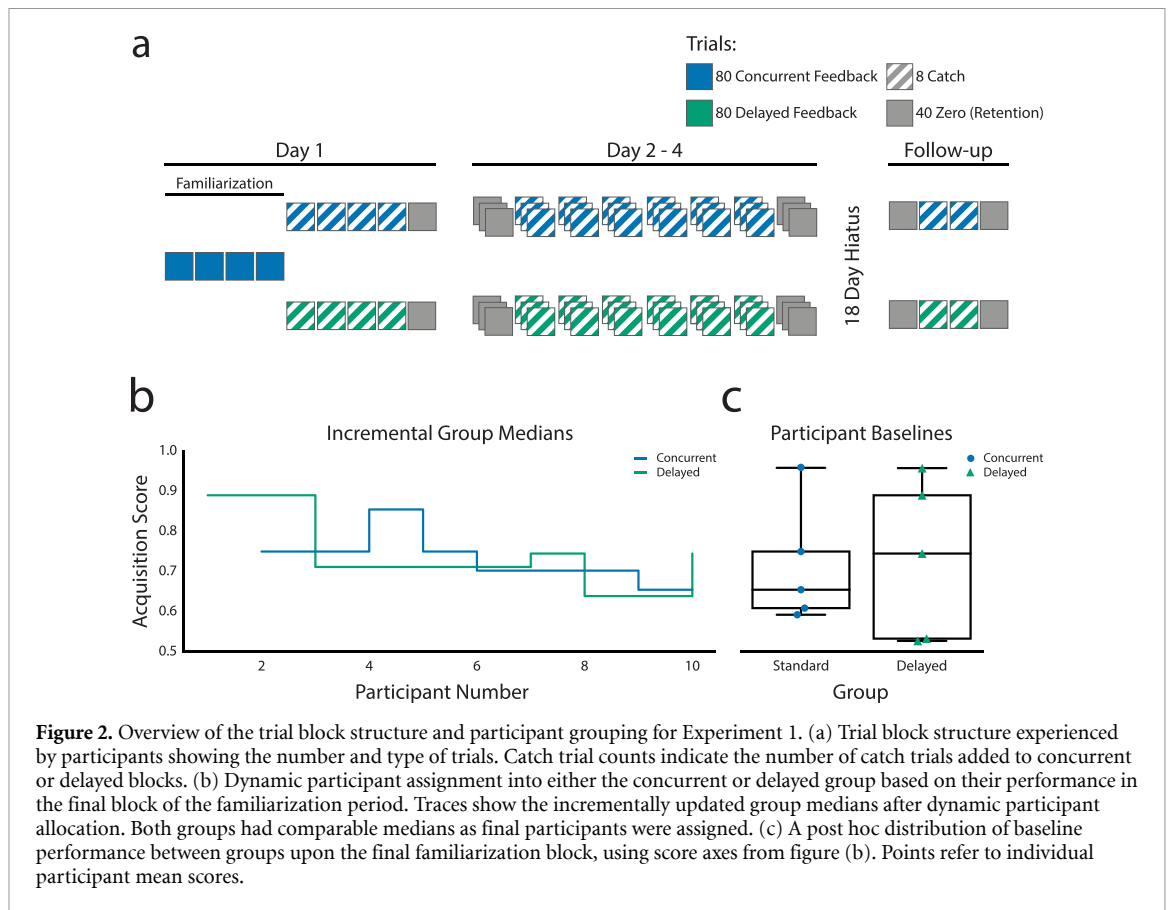 a
Trials:
80 Concurrent Feedback
8 Catch
80 Delayed Feedback
40 Zero (Retention)
Day 1
Day 2 - 4
Follow-up
Familiarization
18 Day Hiatus
b
Incremental Group Medians
Concurrent
Delayed
Acquisition Score
1.0
0.9
0.8
0.7
0.6
0.5
2
4
6
8
10
Participant Number
c
Participant Baselines
Concurrent
Delayed
Standard
Delayed
Group
Figure 2. Overview of the trial block structure and participant grouping for Experiment 1. (a) Trial block structure experienced
by participants showing the number and type of trials. Catch trial counts indicate the number of catch trials added to concurrent
or delayed blocks. (b) Dynamic participant assignment into either the concurrent or delayed group based on their performance in
the final block of the familiarization period. Traces show the incrementally updated group medians after dynamic participant
allocation. Both groups had comparable medians as final participants were assigned. (c) A post hoc distribution of baseline
performance between groups upon the final familiarization block, using score axes from figure (b). Points refer to individual
participant mean scores.